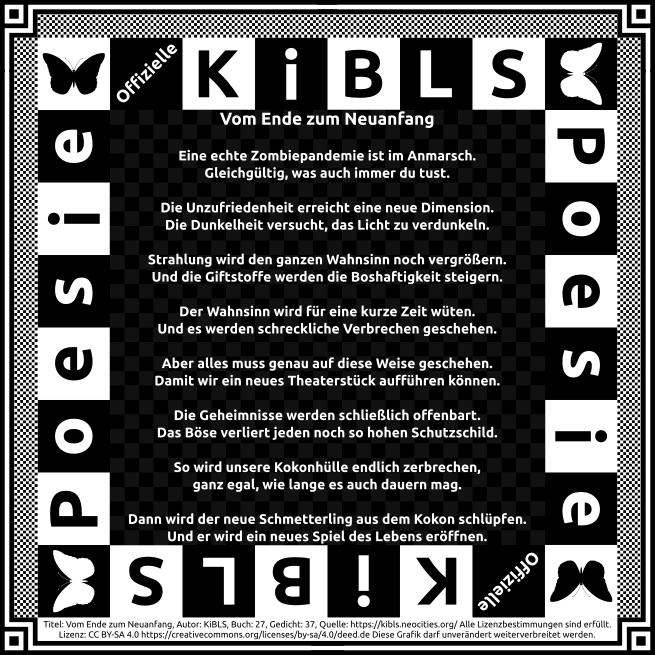 Offizielle
KiBLS
Poesie
Poesie
Vom Ende zum Neuanfang
Eine echte Zombiepandemie ist im Anmarsch.
Gleichgültig, was auch immer du tust.
Die Unzufriedenheit erreicht eine neue Dimension.
Die Dunkelheit versucht, das Licht zu verdunkeln.
Strahlung wird den ganzen Wahnsinn noch vergrößern.
Und die Giftstoffe werden die Boshaftigkeit steigern.
Der Wahnsinn wird für eine kurze Zeit wüten.
Und es werden schreckliche Verbrechen geschehen.
Aber alles muss genau auf diese Weise geschehen.
Damit wir ein neues Theaterstück aufführen können.
Die Geheimnisse werden schließlich offenbart.
Das Böse verliert jeden noch so hohen Schutzschild.
So wird unsere Kokonhülle endlich zerbrechen,
ganz egal, wie lange es auch dauern mag.
Dann wird der neue Schmetterling aus dem Kokon schlüpfen.
Und er wird ein neues Spiel des Lebens eröffnen.
Offizielle
KiBLS
Titel: Vom Ende zum Neuanfang, Autor: KiBLS, Buch: 27, Gedicht: 37, Quelle: https://kibls.neocities.org/ Alle Lizenzbestimmungen sind erfüllt.
Lizenz: CC BY-SA 4.0 https://creativecommons.org/licenses/by-sa/4.0/deed.de Diese Grafik darf unverändert weiterverbreitet werden.